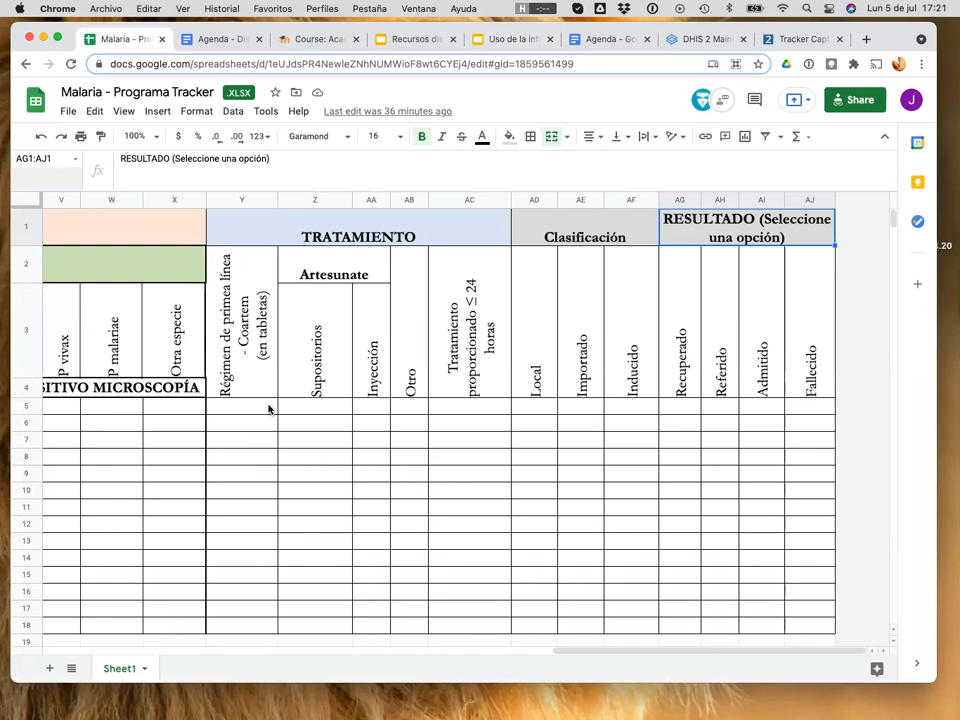 Chrome Archivo Editar Ver Historial Favoritos Perfiles Pestaña Ventana Ayuda Lun 5 de jul 17:21
Malaria - Pro Agenda - Dis Course: Aca Recursos di Uso de la inf Agenda - Go DHIS 2 Main Tracker Capt
docs.google.com/spreadsheets/d/1eUJdsPR4NewleZNhNUMWioF8wt6CYEj4/edit#gid=1859561499
Malaria - Programa Tracker .XLSX
File Edit View Insert Format Data Tools Help Last edit was 36 minutes ago
Share J
100% $ % .0 .00 123 Garamond 16 B I S A
AG1:AJ1 fx RESULTADO (Seleccione una opción)
V W X Y Z AA AB AC AD AE AF AG AH AI AJ
1 TRATAMIENTO Clasificación RESULTADO (Seleccione
una opción)
2 Artesunate
3 P vivax P malariae Otra especie
Régimen de primea línea
- Coartem
(en tabletas)
Supositorios Inyección Otro
Tratamiento
proporcionado ≤ 24
horas
Local Importado Inducido Recuperado Referido Admitido Fallecido
4 SITIVO MICROSCOPÍA
5
6
7
8
9
10
11
12
13
14
15
16
17
18
19
Sheet1